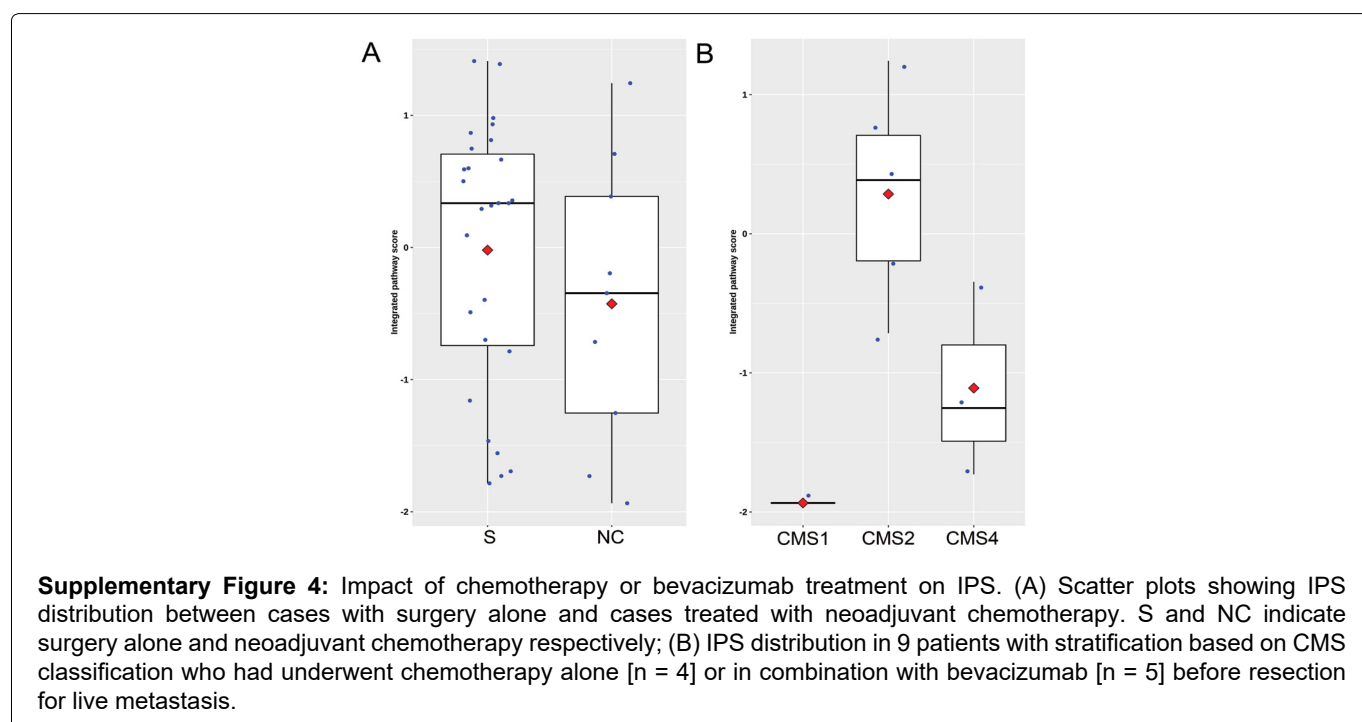 A
B
Integrated pathway score
1
0
-1
-2
S
NC
Integrated pathway score
1
0
-1
-2
CMS1
CMS2
CMS4
Supplementary Figure 4: Impact of chemotherapy or bevacizumab treatment on IPS. (A) Scatter plots showing IPS
distribution between cases with surgery alone and cases treated with neoadjuvant chemotherapy. S and NC indicate
surgery alone and neoadjuvant chemotherapy respectively; (B) IPS distribution in 9 patients with stratification based on CMS
classification who had underwent chemotherapy alone [n = 4] or in combination with bevacizumab [n = 5] before resection
for live metastasis.